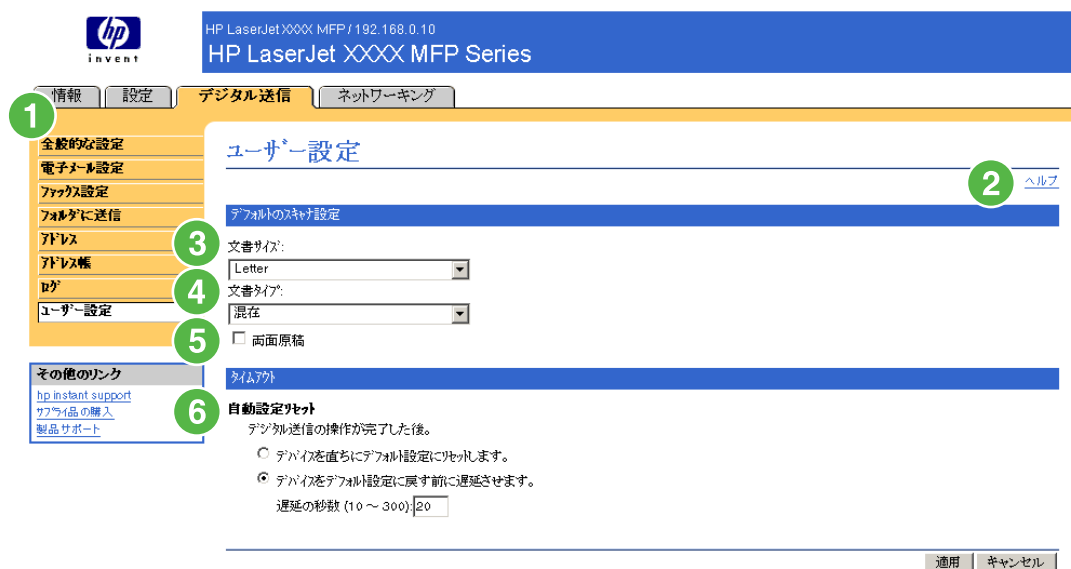 hp
invent
HP LaserJet XXXX MFP / 192.168.0.10
HP LaserJet XXXX MFP Series
情報
設定
デジタル送信
ネットワーキング
1
全般的な設定
電子メール設定
ファックス設定
フォルダに送信
アドレス
アドレス帳
ログ
ユーザー設定
その他のリンク
hp instant support
サプライ品の購入
製品サポート
ユーザー設定
2
ヘルプ
デフォルトのスキャナ設定
3
文書サイズ:
Letter
4
文書タイプ:
混在
5
両面原稿
タイムアウト
6
自動設定リセット
デジタル送信の操作が完了した後。
デバイスを直ちにデフォルト設定にリセットします。
デバイスをデフォルト設定に戻す前に遅延させます。
遅延の秒数 (10 ~ 300):20
適用
キャンセル